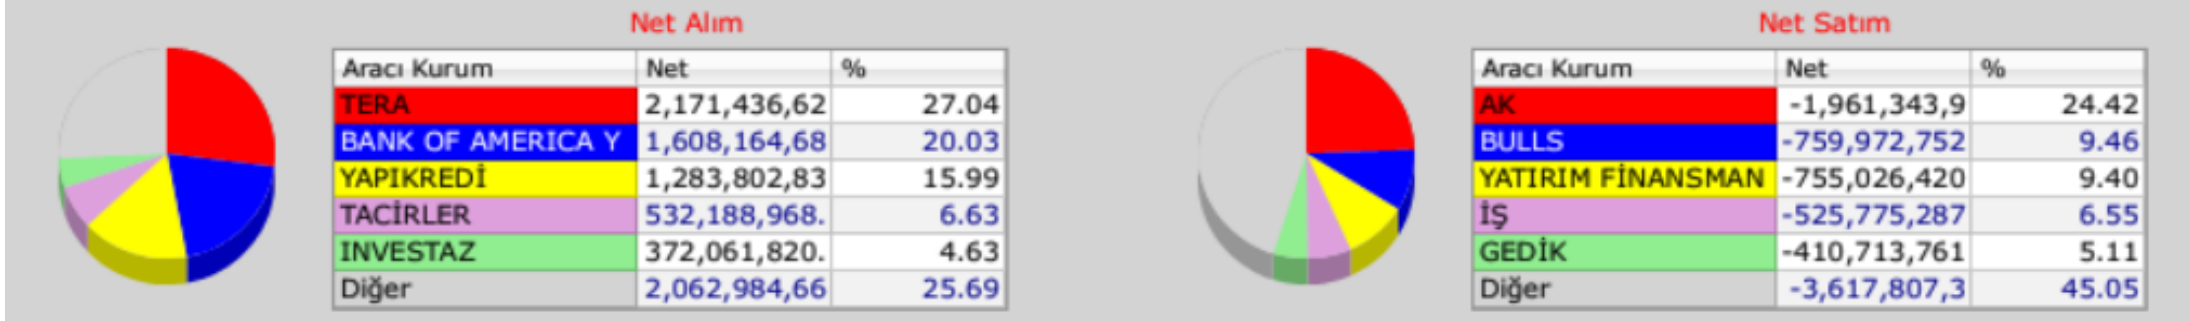 Net Alım
Aracı Kurum Net %
TERA 2,171,436,62 27.04
BANK OF AMERICA Y 1,608,164,68 20.03
YAPIKREDİ 1,283,802,83 15.99
TACİRLER 532,188,968. 6.63
INVESTAZ 372,061,820. 4.63
Diğer 2,062,984,66 25.69
Net Satım
Aracı Kurum Net %
AK -1,961,343,9 24.42
BULLS -759,972,752 9.46
YATIRIM FİNANSMAN -755,026,420 9.40
İŞ -525,775,287 6.55
GEDİK -410,713,761 5.11
Diğer -3,617,807,3 45.05